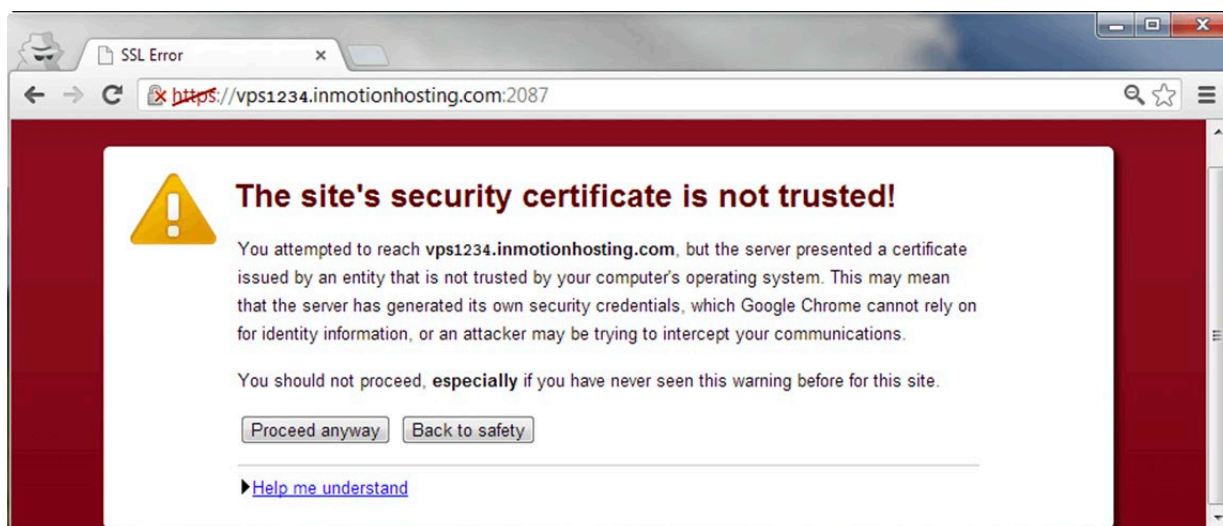 SSL Error
https://vps1234.inmotionhosting.com:2087
The site's security certificate is not trusted!
You attempted to reach vps1234.inmotionhosting.com, but the server presented a certificate
issued by an entity that is not trusted by your computer's operating system. This may mean
that the server has generated its own security credentials, which Google Chrome cannot rely on
for identity information, or an attacker may be trying to intercept your communications.
You should not proceed, especially if you have never seen this warning before for this site.
Proceed anyway Back to safety
Help me understand